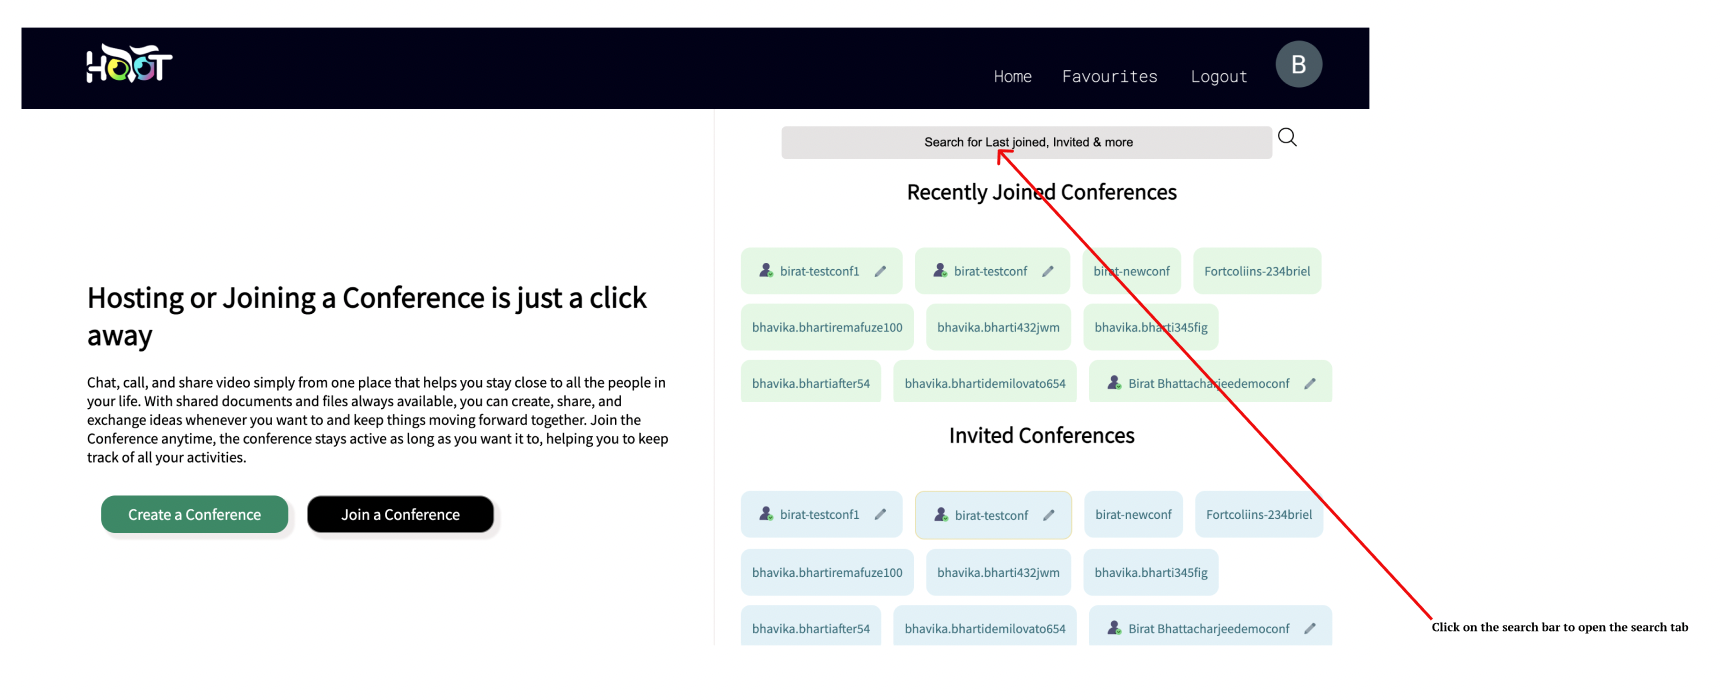 HOOT
Home Favourites Logout B
Search for Last joined, Invited & more
Recently Joined Conferences
birat-testconf1 birat-testconf birat-newconf Fortcoliins-234briel
bhavika.bhartiremafuze100 bhavika.bharti432jwm bhavika.bharti345fig
bhavika.bhartiafter54 bhavika.bhartidemilovato654 Birat Bhattacharjeedemoconf
Hosting or Joining a Conference is just a click
away
Chat, call, and share video simply from one place that helps you stay close to all the people in
your life. With shared documents and files always available, you can create, share, and
exchange ideas whenever you want to and keep things moving forward together. Join the
Conference anytime, the conference stays active as long as you want it to, helping you to keep
track of all your activities.
Create a Conference Join a Conference
Invited Conferences
birat-testconf1 birat-testconf birat-newconf Fortcoliins-234briel
bhavika.bhartiremafuze100 bhavika.bharti432jwm bhavika.bharti345fig
bhavika.bhartiafter54 bhavika.bhartidemilovato654 Birat Bhattacharjeedemoconf
Click on the search bar to open the search tab